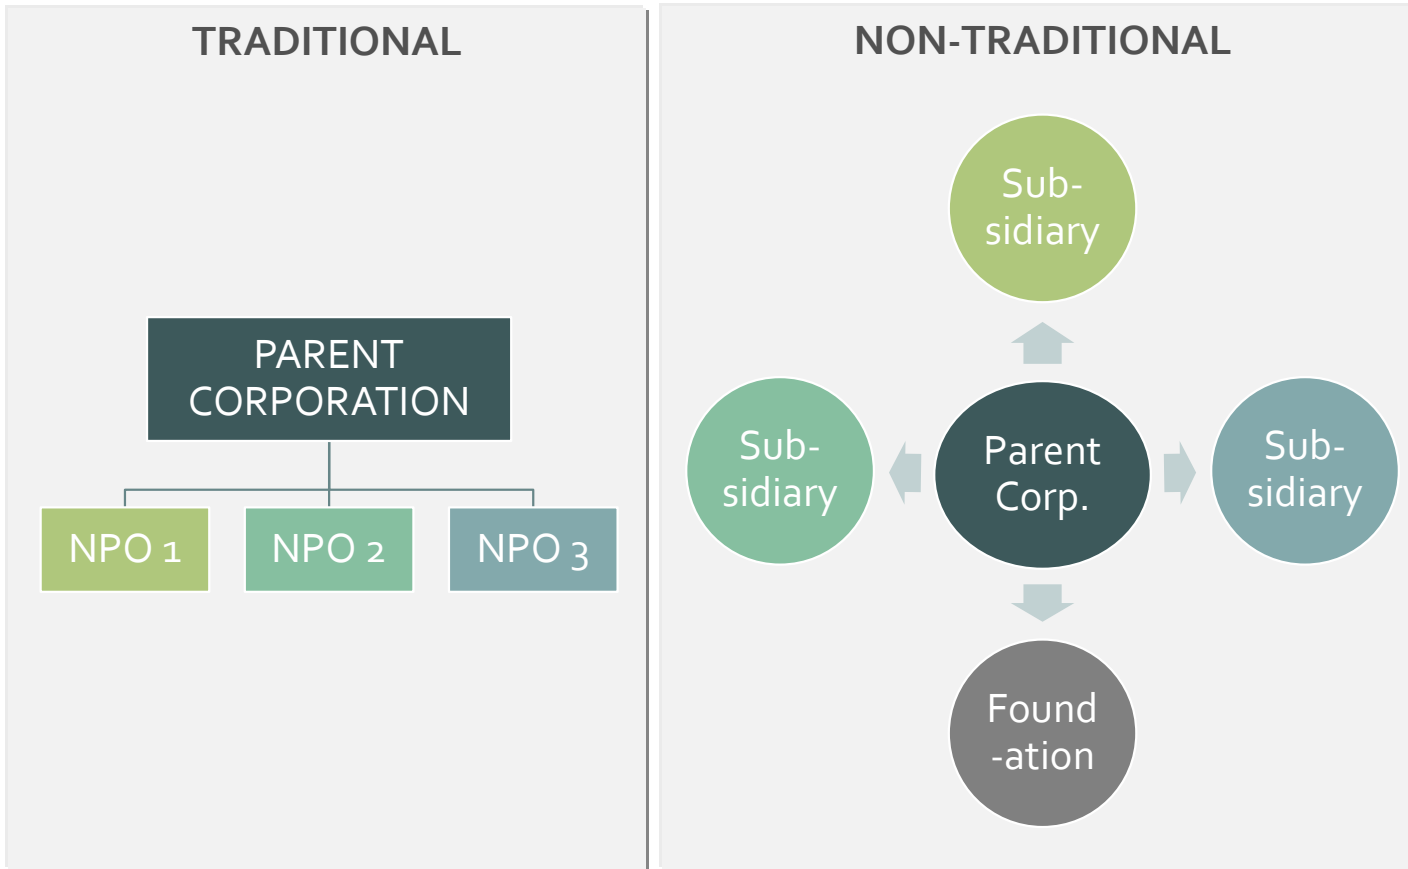 TRADITIONAL
PARENT
CORPORATION
NPO 1
NPO 2
NPO 3
NON-TRADITIONAL
Sub-
sidiary
Sub-
sidiary
Parent
Corp.
Sub-
sidiary
Found
-ation